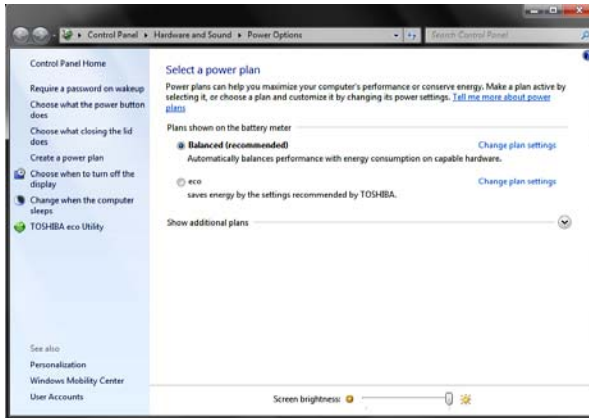 Control Panel ▸ Hardware and Sound ▸ Power Options
Search Control Panel
Control Panel Home
Require a password on wakeup
Choose what the power button
does
Choose what closing the lid
does
Create a power plan
Choose when to turn off the
display
Change when the computer
sleeps
TOSHIBA eco Utility
See also
Personalization
Windows Mobility Center
User Accounts
Select a power plan
Power plans can help you maximize your computer's performance or conserve energy. Make a plan active by
selecting it, or choose a plan and customize it by changing its power settings. Tell me more about power
plans
Plans shown on the battery meter
Balanced (recommended) Change plan settings
Automatically balances performance with energy consumption on capable hardware.
eco Change plan settings
saves energy by the settings recommended by TOSHIBA.
Show additional plans
Screen brightness: